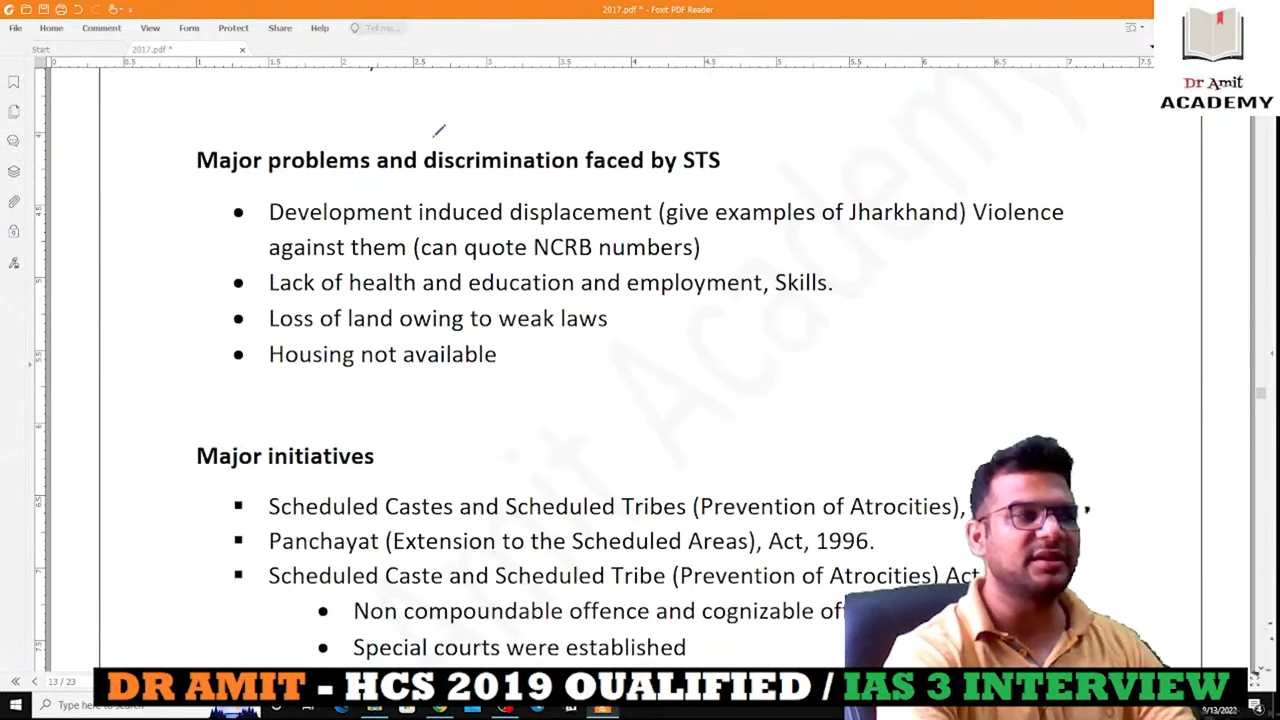 2017.pdf * - Foxit PDF Reader
File Home Comment View Form Protect Share Help Tell me...
Start 2017.pdf *
Dr Amit
ACADEMY
Major problems and discrimination faced by STS
Development induced displacement (give examples of Jharkhand) Violence
against them (can quote NCRB numbers)
Lack of health and education and employment, Skills.
Loss of land owing to weak laws
Housing not available
Major initiatives
Scheduled Castes and Scheduled Tribes (Prevention of Atrocities),
Panchayat (Extension to the Scheduled Areas), Act, 1996.
Scheduled Caste and Scheduled Tribe (Prevention of Atrocities) Act
Non compoundable offence and cognizable of
Special courts were established
13 / 23
DR AMIT - HCS 2019 QUALIFIED / IAS 3 INTERVIEW
Type here to search